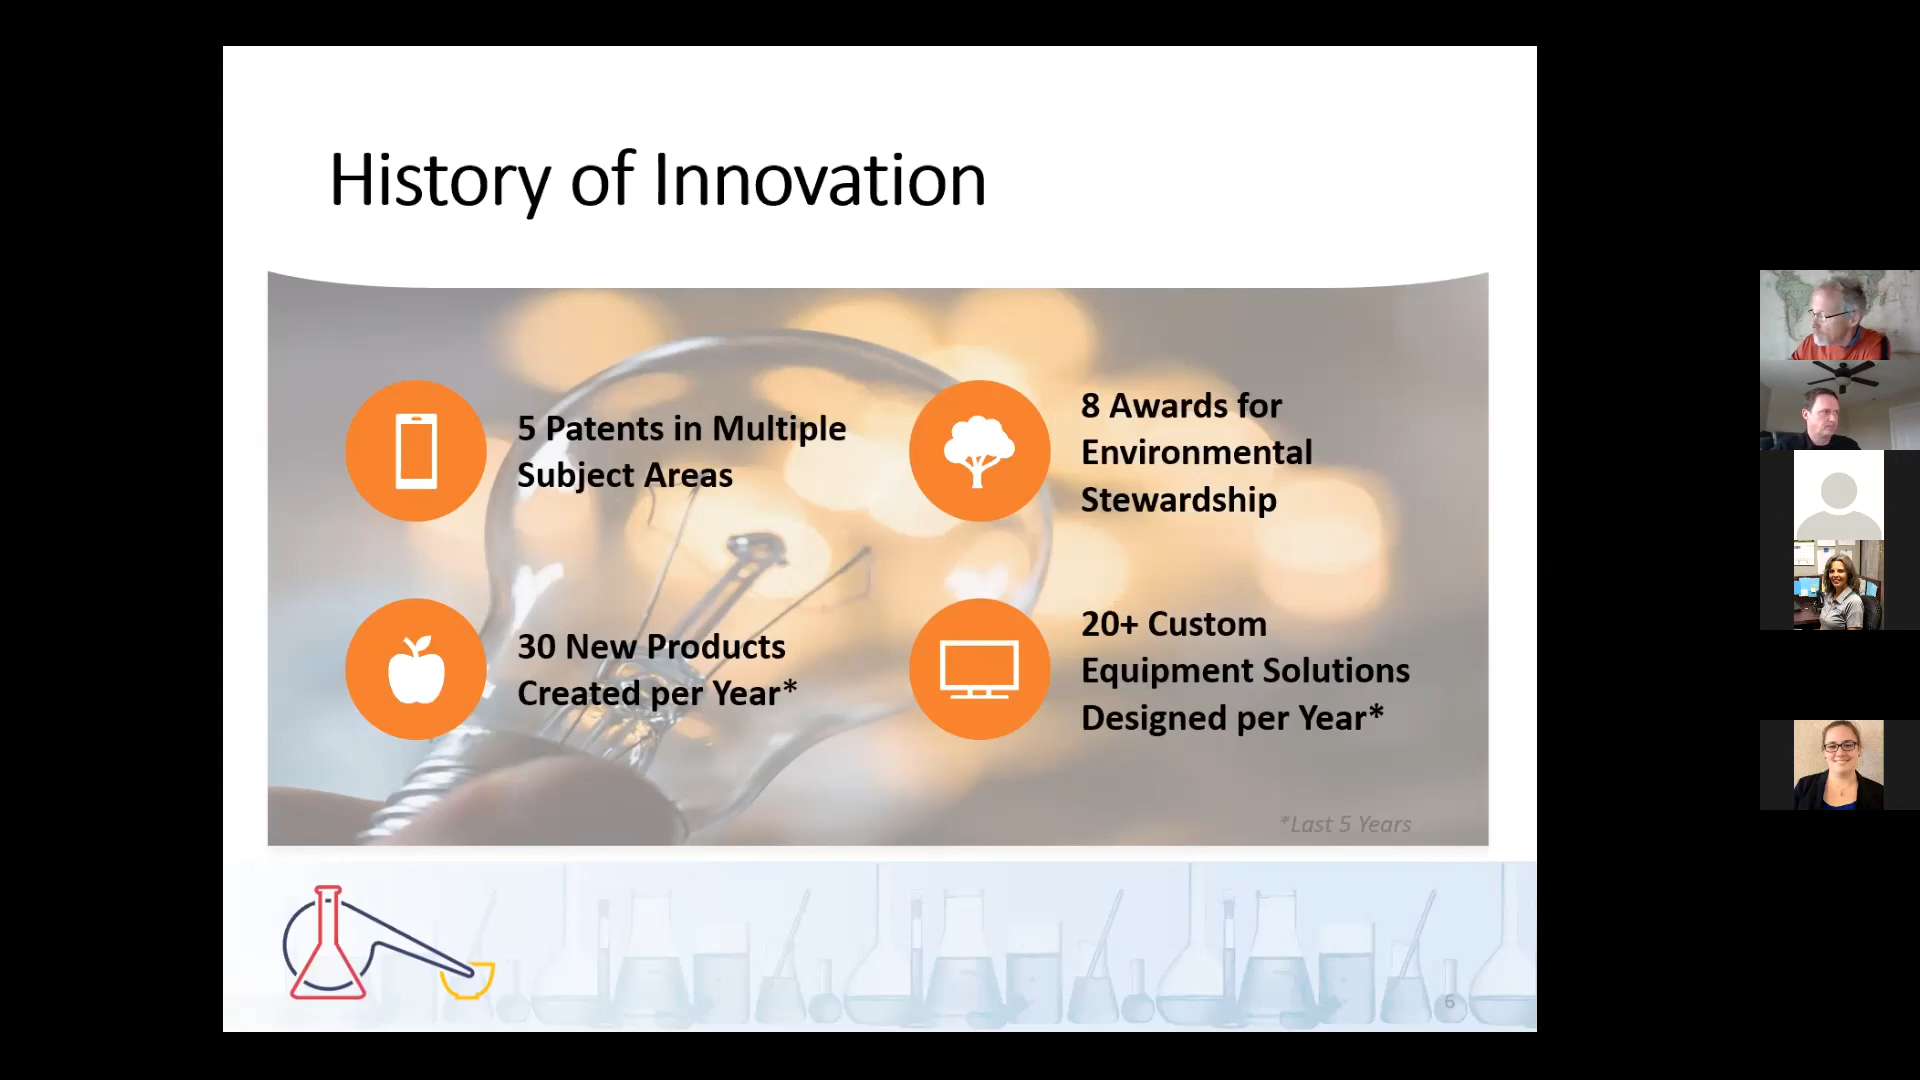 History of Innovation
5 Patents in Multiple
Subject Areas
8 Awards for
Environmental
Stewardship
30 New Products
Created per Year*
20+ Custom
Equipment Solutions
Designed per Year*
*Last 5 Years
6